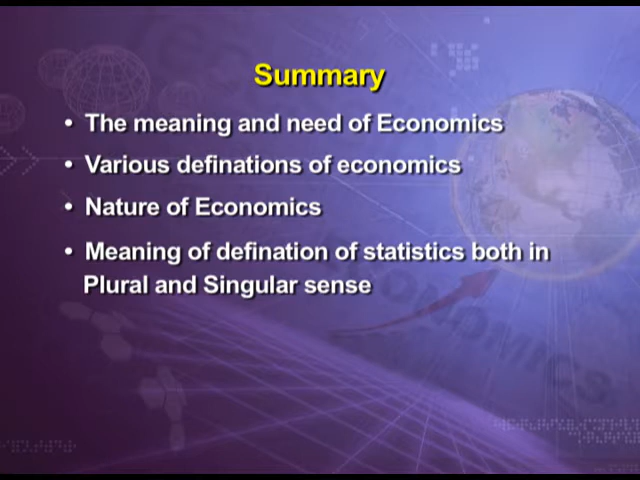 Summary
• The meaning and need of Economics
• Various definations of economics
• Nature of Economics
• Meaning of defination of statistics both in
Plural and Singular sense
ECONOMICS